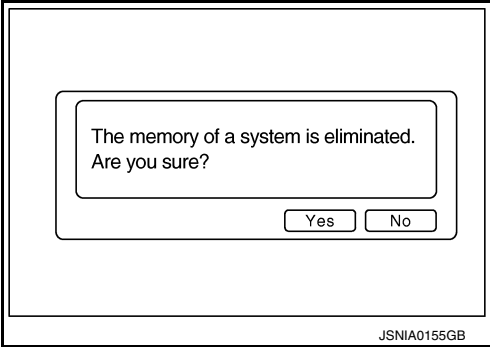 The memory of a system is eliminated.
Are you sure?
Yes No
JSNIA0155GB